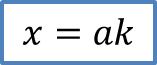 x = ak